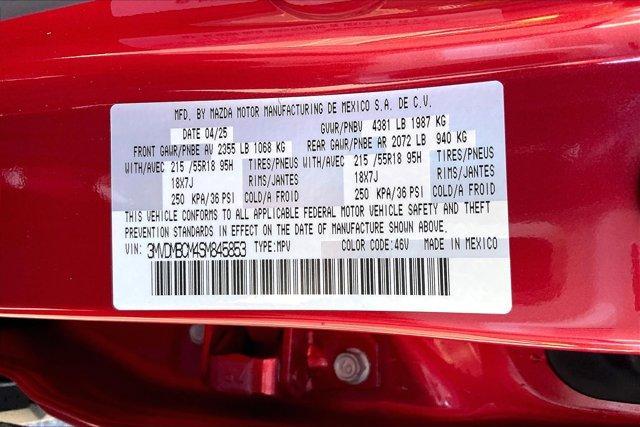 MFD. BY MAZDA MOTOR MANUFACTURING DE MEXICO S.A. DE C.V.
DATE 04/25 GVWR/PNBV 4381 LB 1987 KG
FRONT GAWR/PNBE AV 2355 LB 1068 KG REAR GAWR/PNBE AR 2072 LB 940 KG
WITH/AVEC 215 /55R18 95H TIRES/PNEUS WITH/AVEC 215 /55R18 95H TIRES/PNEUS
18X7J RIMS/JANTES 18X7J RIMS/JANTES
250 KPA/36 PSI COLD/A FROID 250 KPA/36 PSI COLD/A FROID
THIS VEHICLE CONFORMS TO ALL APPLICABLE FEDERAL MOTOR VEHICLE SAFETY AND THEFT
PREVENTION STANDARDS IN EFFECT ON THE DATE OF MANUFACTURE SHOWN ABOVE.
VIN: 3MVDMBCM4SM845853 TYPE:MPV COLOR CODE:46V MADE IN MEXICO